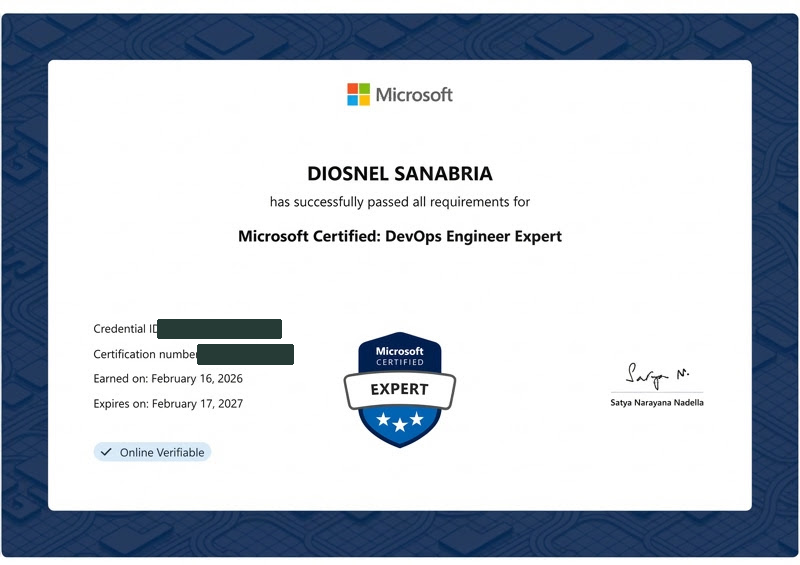 Microsoft
DIOSNEL SANABRIA
has successfully passed all requirements for
Microsoft Certified: DevOps Engineer Expert
Credential ID
Certification number
Earned on: February 16, 2026
Expires on: February 17, 2027
Online Verifiable
Microsoft
CERTIFIED
EXPERT
Satya N.
Satya Narayana Nadella